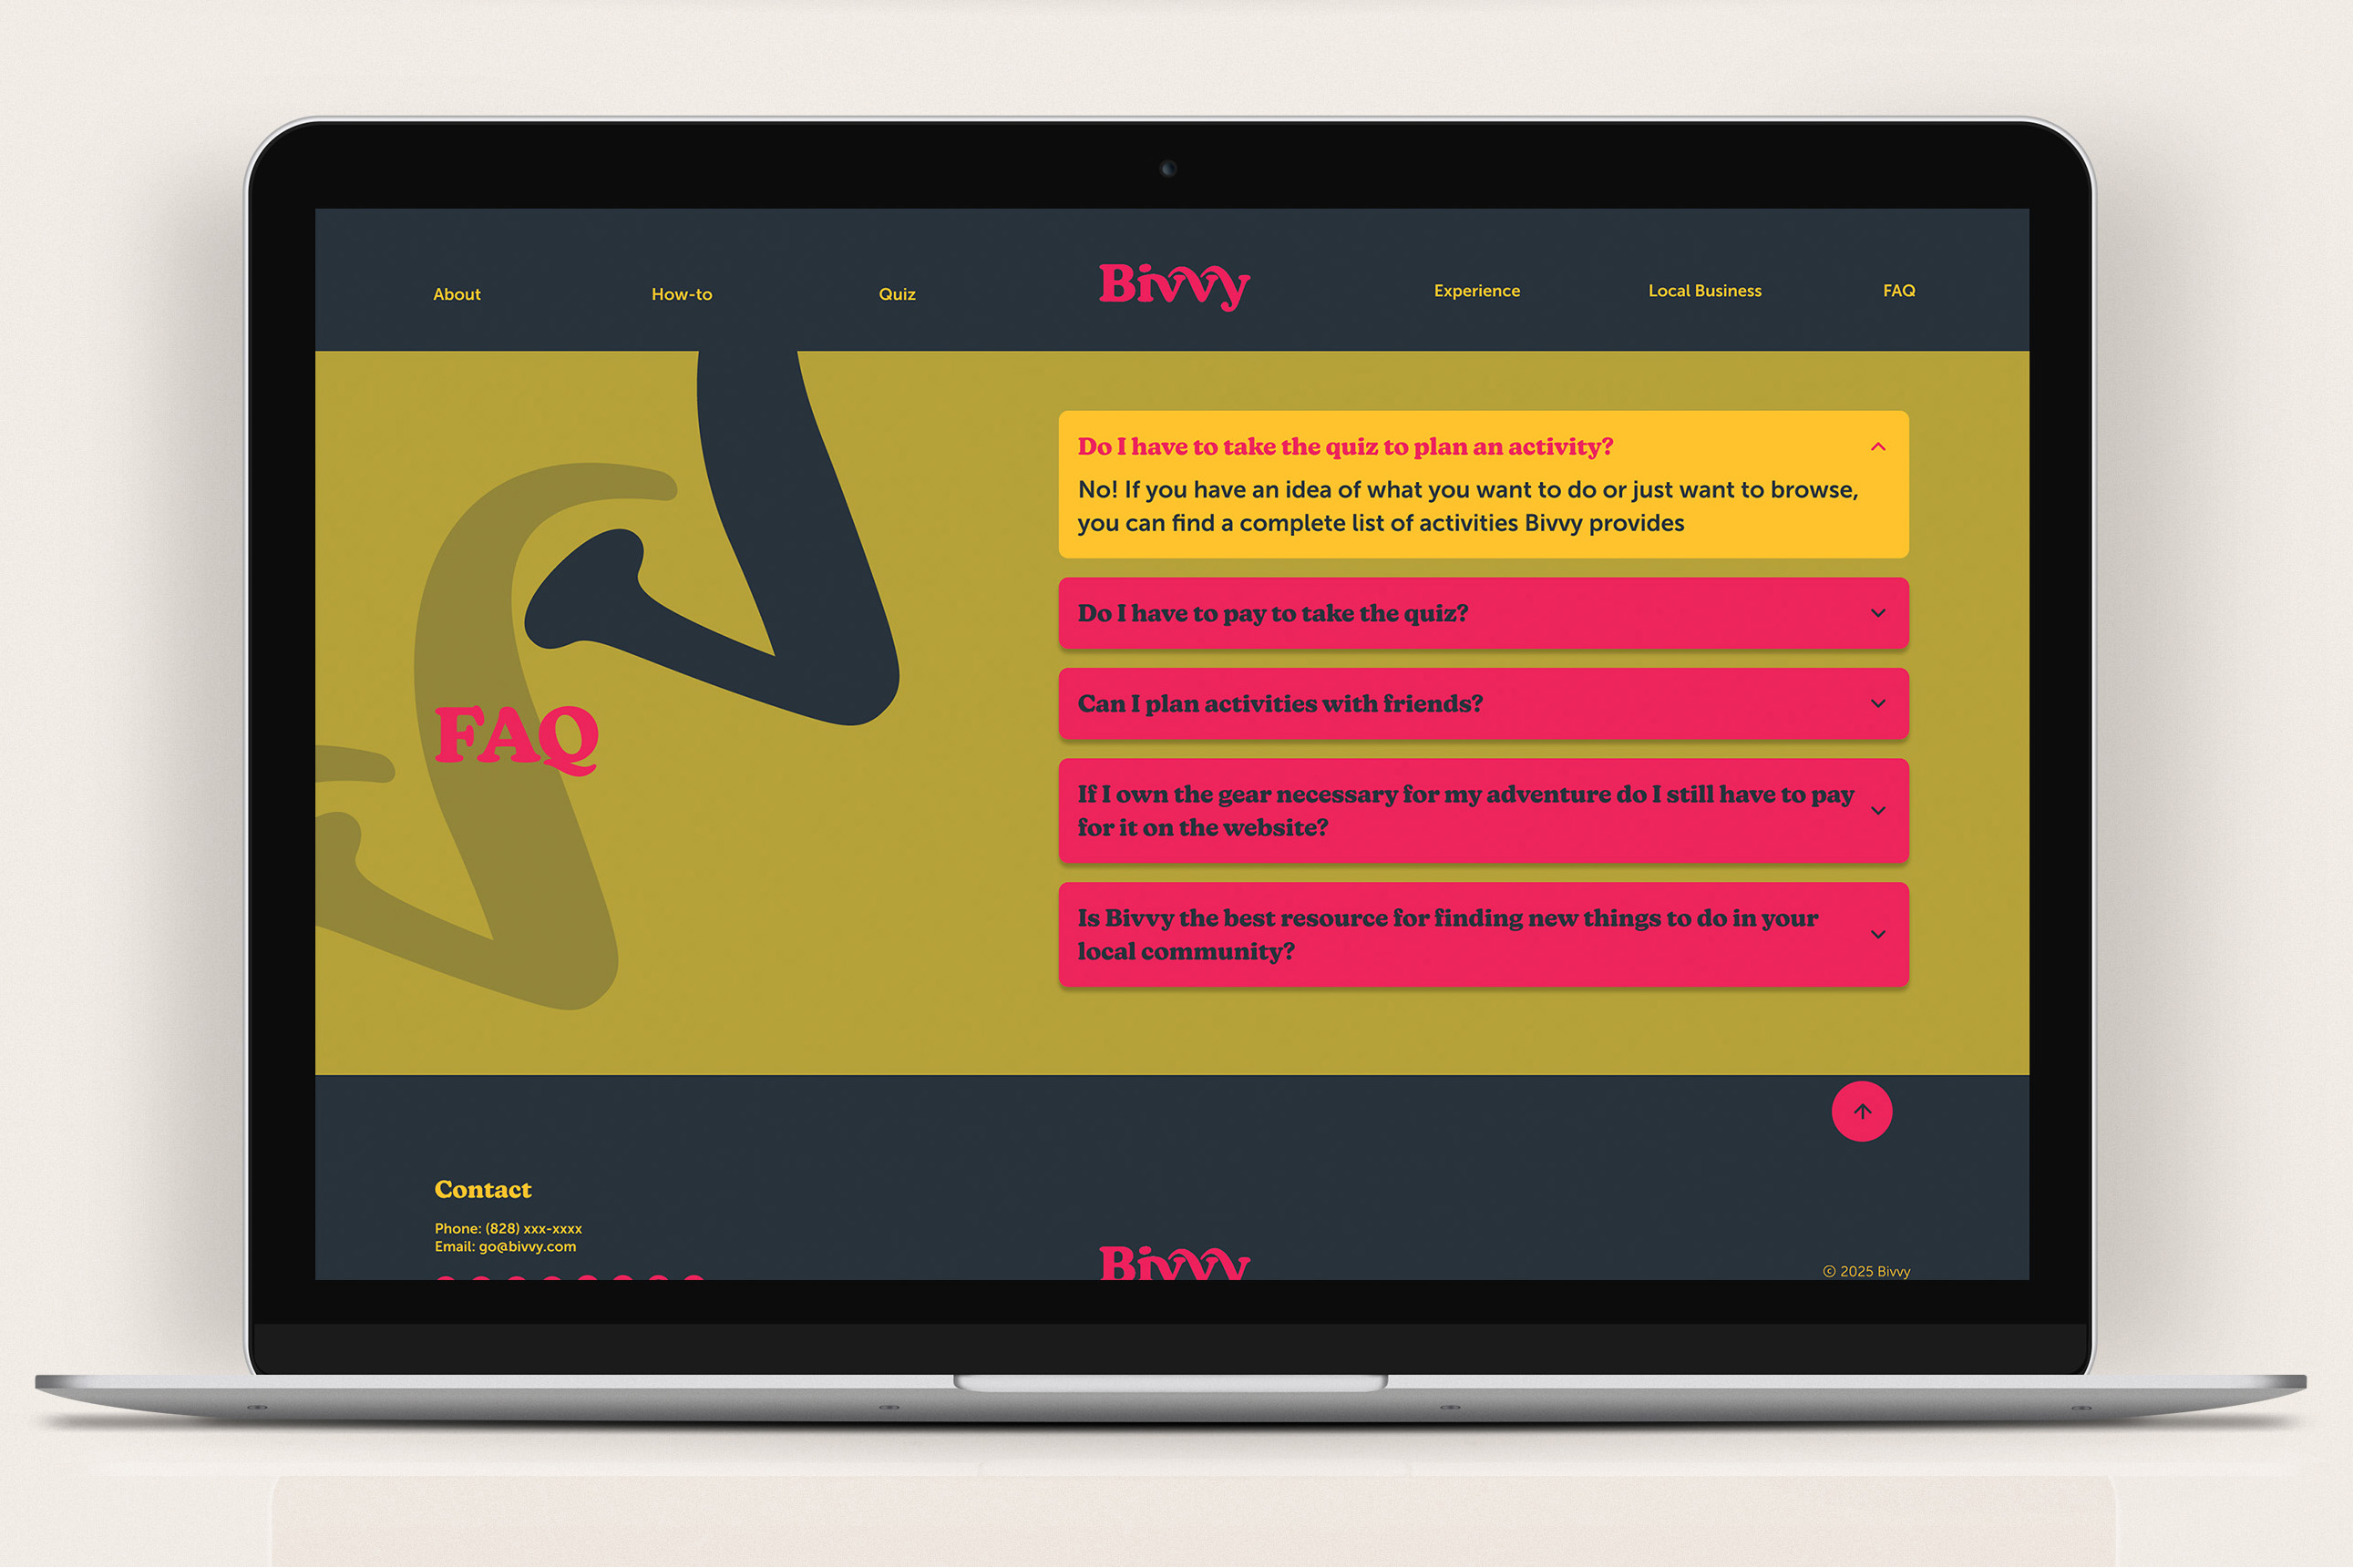 About
How-to
Quiz
Bivvy
Experience
Local Business
FAQ
FAQ
Do I have to take the quiz to plan an activity?
No! If you have an idea of what you want to do or just want to browse,
you can find a complete list of activities Bivvy provides
Do I have to pay to take the quiz?
Can I plan activities with friends?
If I own the gear necessary for my adventure do I still have to pay
for it on the website?
Is Bivvy the best resource for finding new things to do in your
local community?
Contact
Phone: (828) xxx-xxxx
Email: go@bivvy.com
Bivvy
© 2025 Bivvy